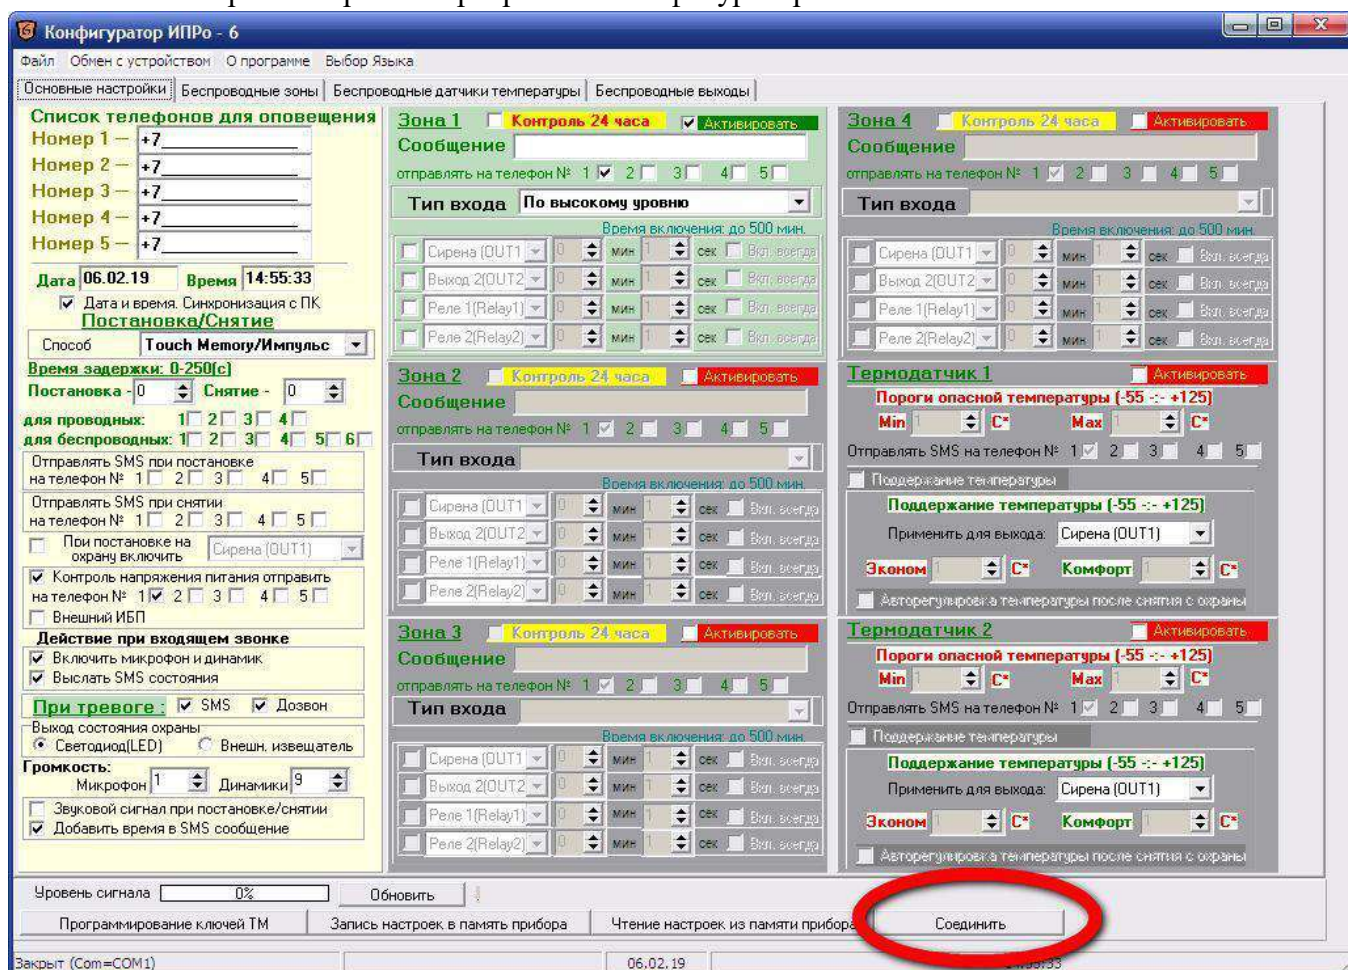 Конфигуратор ИПРо - 6
Файл Обмен с устройством О программе Выбор Языка
Основные настройки Беспроводные зоны Беспроводные датчики температуры Беспроводные выходы
Список телефонов для оповещения
Номер 1 – +7_______________
Номер 2 – +7_______________
Номер 3 – +7_______________
Номер 4 – +7_______________
Номер 5 – +7_______________
Дата 06.02.19 Время 14:55:33
Дата и время. Синхронизация с ПК
Постановка/Снятие
Способ Touch Memory/Импульс
Время задержки: 0-250(с)
Постановка - 0 Снятие - 0
для проводных: 1 2 3 4
для беспроводных: 1 2 3 4 5 6
Отправлять SMS при постановке
на телефон № 1 2 3 4 5
Отправлять SMS при снятии
на телефон № 1 2 3 4 5
При постановке на
охрану включить Сирена (OUT1)
Контроль напряжения питания отправить
на телефон № 1 2 3 4 5
Внешний ИБП
Действие при входящем звонке
Включить микрофон и динамик
Выслать SMS состояния
При тревоге : SMS Дозвон
Выход состояния охраны
Светодиод(LED) Внешн. извещатель
Громкость:
Микрофон 1 Динамики 9
Звуковой сигнал при постановке/снятии
Добавить время в SMS сообщение
Зона 1 Контроль 24 часа Активировать
Сообщение
отправлять на телефон № 1 2 3 4 5
Тип входа По высокому уровню
Время включения: до 500 мин.
Сирена (OUT1 0 мин 1 сек Вкл. всегда
Выход 2(OUT2 0 мин 1 сек Вкл. всегда
Реле 1(Relay1) 0 мин 1 сек Вкл. всегда
Реле 2(Relay2) 0 мин 1 сек Вкл. всегда
Зона 2 Контроль 24 часа Активировать
Сообщение
отправлять на телефон № 1 2 3 4 5
Тип входа
Время включения: до 500 мин.
Сирена (OUT1 0 мин 1 сек Вкл. всегда
Выход 2(OUT2 0 мин 1 сек Вкл. всегда
Реле 1(Relay1) 0 мин 1 сек Вкл. всегда
Реле 2(Relay2) 0 мин 1 сек Вкл. всегда
Зона 3 Контроль 24 часа Активировать
Сообщение
отправлять на телефон № 1 2 3 4 5
Тип входа
Время включения: до 500 мин.
Сирена (OUT1 0 мин 1 сек Вкл. всегда
Выход 2(OUT2 0 мин 1 сек Вкл. всегда
Реле 1(Relay1) 0 мин 1 сек Вкл. всегда
Реле 2(Relay2) 0 мин 1 сек Вкл. всегда
Зона 4 Контроль 24 часа Активировать
Сообщение
отправлять на телефон № 1 2 3 4 5
Тип входа
Время включения: до 500 мин.
Сирена (OUT1 0 мин 1 сек Вкл. всегда
Выход 2(OUT2 0 мин 1 сек Вкл. всегда
Реле 1(Relay1) 0 мин 1 сек Вкл. всегда
Реле 2(Relay2) 0 мин 1 сек Вкл. всегда
Термодатчик 1 Активировать
Пороги опасной температуры (-55 -:- +125)
Min 1 С* Max 1 С*
Отправлять SMS на телефон № 1 2 3 4 5
Поддержание температуры
Поддержание температуры (-55 -:- +125)
Применить для выхода: Сирена (OUT1)
Эконом 1 С* Комфорт 1 С*
Авторегулировка температуры после снятия с охраны
Термодатчик 2 Активировать
Пороги опасной температуры (-55 -:- +125)
Min 1 С* Max 1 С*
Отправлять SMS на телефон № 1 2 3 4 5
Поддержание температуры
Поддержание температуры (-55 -:- +125)
Применить для выхода: Сирена (OUT1)
Эконом 1 С* Комфорт 1 С*
Авторегулировка температуры после снятия с охраны
Уровень сигнала 0% Обновить
Программирование ключей ТМ Запись настроек в память прибора Чтение настроек из памяти прибора Соединить
Закрыт (Com=COM1) 06.02.19